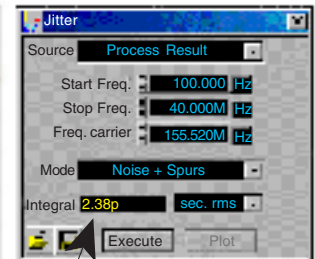 Jitter
Source Process Result
Start Freq. 100.000 Hz
Stop Freq. 40.000M Hz
Freq. carrier 155.520M Hz
Mode Noise + Spurs
Integral 2.38p sec. rms
Execute Plot